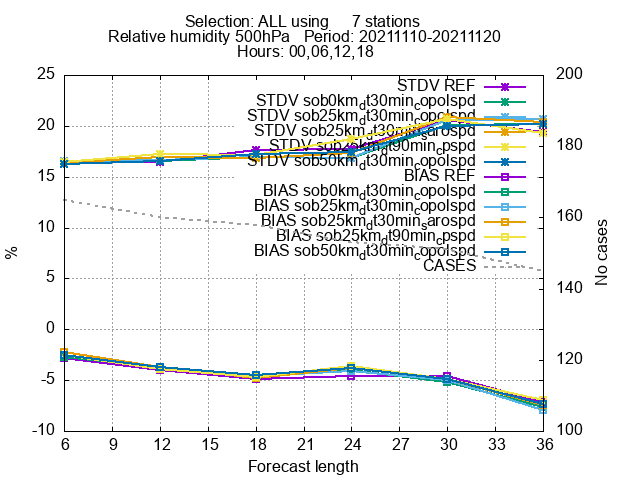 Selection: ALL using 7 stations
Relative humidity 500hPa Period: 20211110-20211120
Hours: 00,06,12,18
25
20
15
10
5
0
-5
-10
%
200
180
160
140
120
100
No cases
STDV REF
STDV sob0km_dt30min_copolspd
STDV sob25km_dt30min_copolspd
STDV sob25km_dt30min_sarospd
STDV sob25km_dt90min_cpspd
STDV sob50km_dt30min_copolspd
BIAS REF
BIAS sob0km_dt30min_copolspd
BIAS sob25km_dt30min_copolspd
BIAS sob25km_dt30min_sarospd
BIAS sob25km_dt90min_cpspd
BIAS sob50km_dt30min_copolspd
CASES
6 9 12 15 18 21 24 27 30 33 36
Forecast length